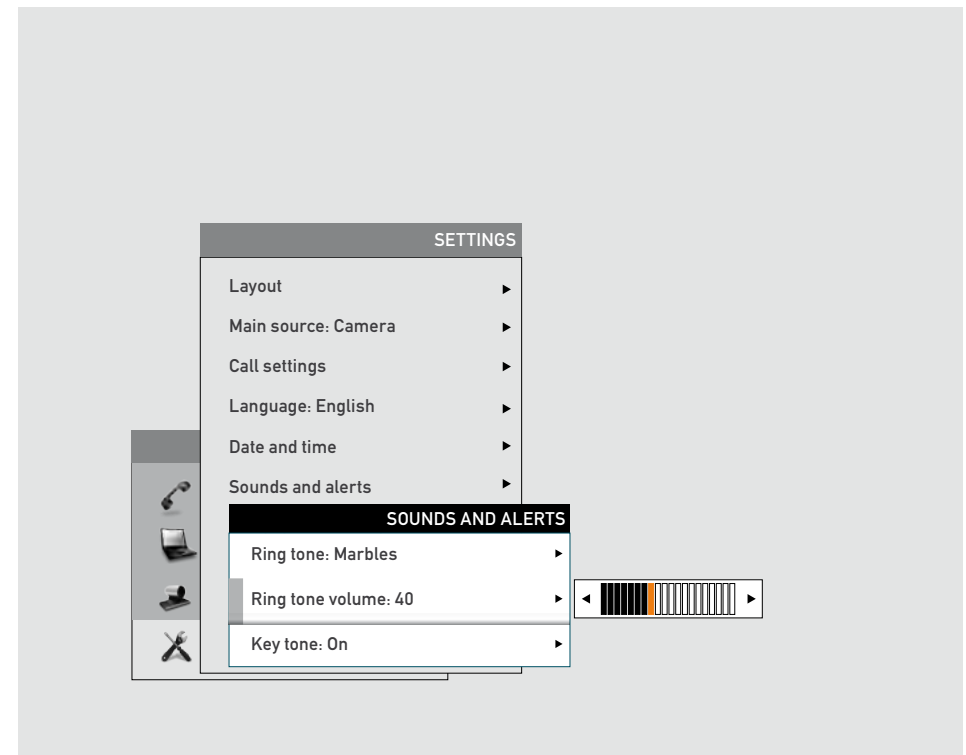 SETTINGS
Layout
Main source: Camera
Call settings
Language: English
Date and time
Sounds and alerts
SOUNDS AND ALERTS
Ring tone: Marbles
Ring tone volume: 40
Key tone: On